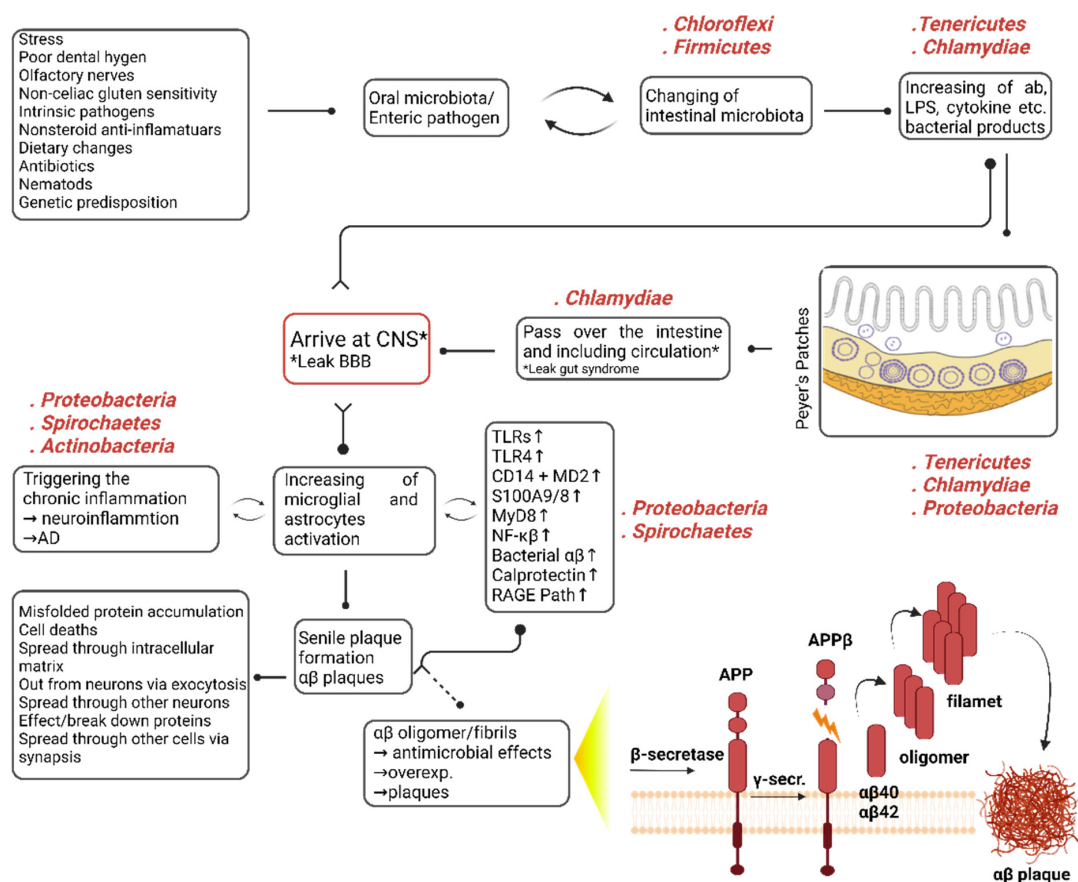 Stress
Poor dental hygen
Olfactory nerves
Non-celiac gluten sensitivity
Intrinsic pathogens
Nonsteroid anti-inflamatuars
Dietary changes
Antibiotics
Nematods
Genetic predisposition
Oral microbiota/
Enteric pathogen
. Chloroflexi
. Firmicutes
Changing of
intestinal microbiota
. Tenericutes
. Chlamydiae
Increasing of ab,
LPS, cytokine etc.
bacterial products
Peyer's Patches
. Tenericutes
. Chlamydiae
. Proteobacteria
. Chlamydiae
Pass over the intestine
and including circulation*
*Leak gut syndrome
Arrive at CNS*
*Leak BBB
. Proteobacteria
. Spirochaetes
. Actinobacteria
Triggering the
chronic inflammation
→ neuroinflammtion
→AD
Increasing of
microglial and
astrocytes
activation
TLRs↑
TLR4↑
CD14 + MD2↑
S100A9/8↑
MyD8↑
NF-κβ↑
Bacterial αβ↑
Calprotectin↑
RAGE Path↑
. Proteobacteria
. Spirochaetes
Misfolded protein accumulation
Cell deaths
Spread through intracellular
matrix
Out from neurons via exocytosis
Spread through other neurons
Effect/break down proteins
Spread through other cells via
synapsis
Senile plaque
formation
αβ plaques
αβ oligomer/fibrils
→ antimicrobial effects
→overexp.
→plaques
β-secretase
APP
γ-secr.
APPβ
αβ40
αβ42
oligomer
filamet
αβ plaque